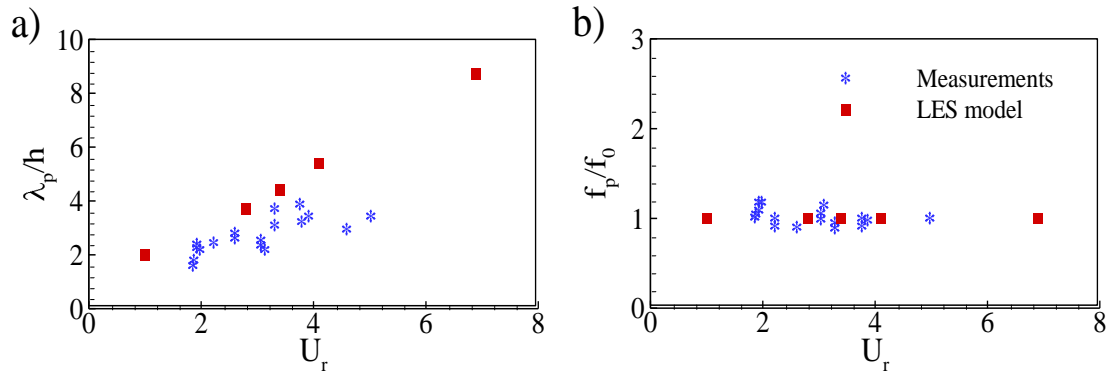 a)
10
8
6
4
2
0
λp/h
0 2 4 6 8
Ur
b)
3
2
1
0
fp/f0
0 2 4 6 8
Ur
Measurements
LES model